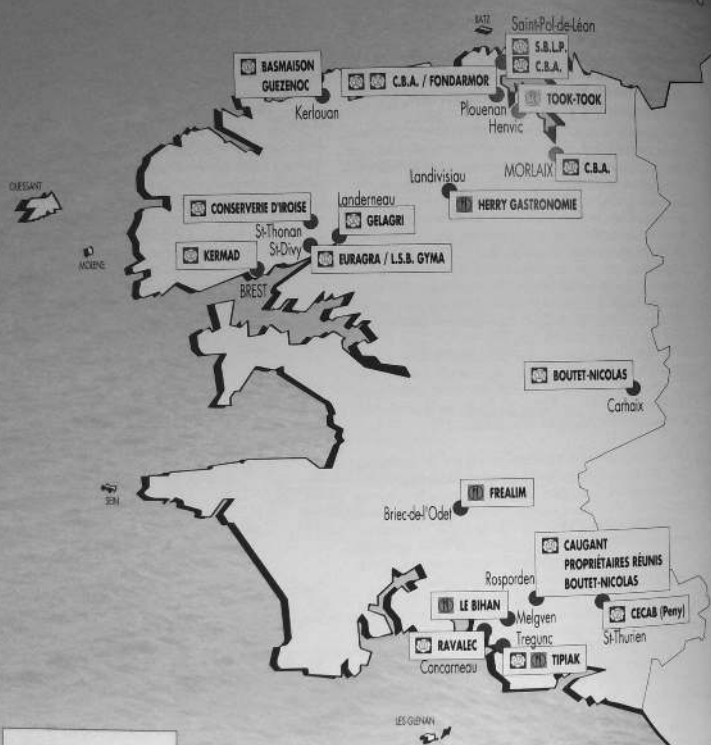 BATZ
Saint-Pol-de-Léon
S.B.L.P.
C.B.A.
BASMAISON
GUEZENOC
Kerlouan
C.B.A. / FONDARMOR
Plouenan
TOOK-TOOK
Henvic
MORLAIX
C.B.A.
OUESSANT
MOLENE
Landivisiau
HERRY GASTRONOMIE
CONSERVERIE D'IROISE
Landerneau
GELAGRI
St-Thonan
St-Divy
EURAGRA / L.S.B. GYMA
KERMAD
BREST
BOUTET-NICOLAS
Carhaix
SEIN
FREALIM
Briec-de-l'Odet
CAUGANT
PROPRIÉTAIRES RÉUNIS
BOUTET-NICOLAS
Rosporden
LE BIHAN
Melgven
CECAB (Peny)
St-Thurien
RAVALEC
Tregunc
Concarneau
TIPIAK
LES GLENAN